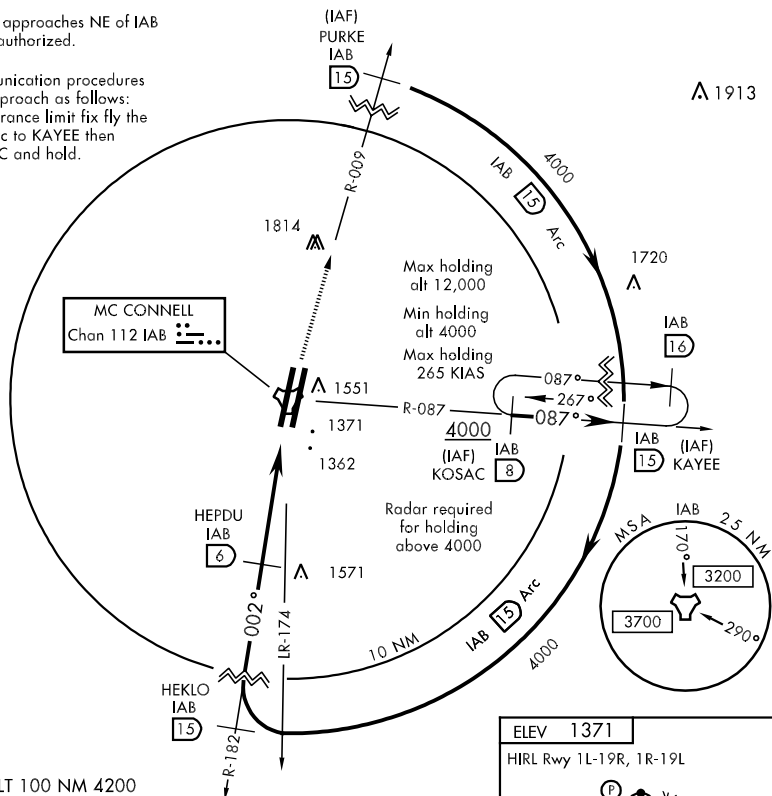 approaches NE of IAB
authorized.
unication procedures
proach as follows:
rance limit fix fly the
c to KAYEE then
C and hold.
(IAF)
PURKE
IAB
15
1913
R-009
IAB 15 Arc
4000
1814
1720
Max holding
alt 12,000
Min holding
alt 4000
Max holding
265 KIAS
MC CONNELL
Chan 112 IAB
IAB
16
087°
267°
087°
R-087
1551
1371
1362
4000
(IAF)
KOSAC
IAB
8
IAB
15
(IAF)
KAYEE
Radar required
for holding
above 4000
HEPDU
IAB
6
1571
002°
LR-174
10 NM
IAB 15 Arc
4000
MSA IAB 25 NM
170°
3200
3700
290°
HEKLO
IAB
15
R-182
ELEV 1371
HIRL Rwy 1L-19R, 1R-19L
P
LT 100 NM 4200